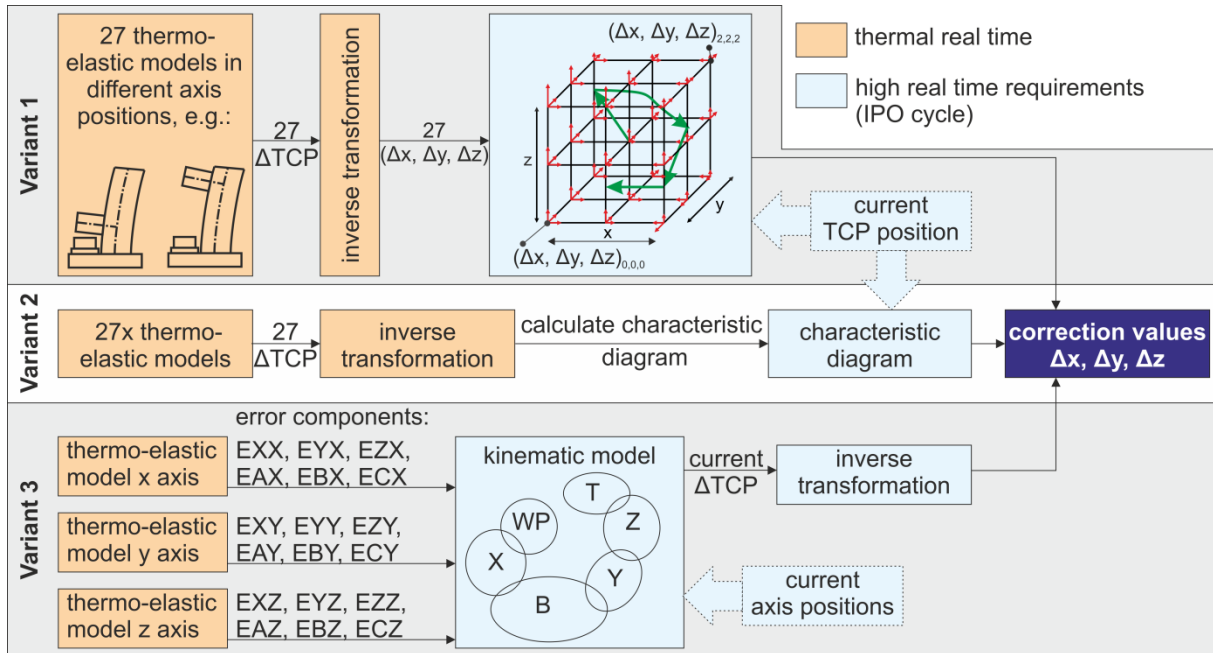 Variant 1
27 thermo-
elastic models in
different axis
positions, e.g.:
27
ΔTCP
inverse transformation
27
(Δx, Δy, Δz)
(Δx, Δy, Δz)2,2,2
z
x
y
(Δx, Δy, Δz)0,0,0
thermal real time
high real time requirements
(IPO cycle)
current
TCP position
Variant 2
27x thermo-
elastic models
27
ΔTCP
inverse
transformation
calculate characteristic
diagram
characteristic
diagram
correction values
Δx, Δy, Δz
Variant 3
error components:
thermo-elastic
model x axis
EXX, EYX, EZX,
EAX, EBX, ECX
thermo-elastic
model y axis
EXY, EYY, EZY,
EAY, EBY, ECY
thermo-elastic
model z axis
EXZ, EYZ, EZZ,
EAZ, EBZ, ECZ
kinematic model
T
WP
Z
X
Y
B
current
ΔTCP
inverse
transformation
current
axis positions